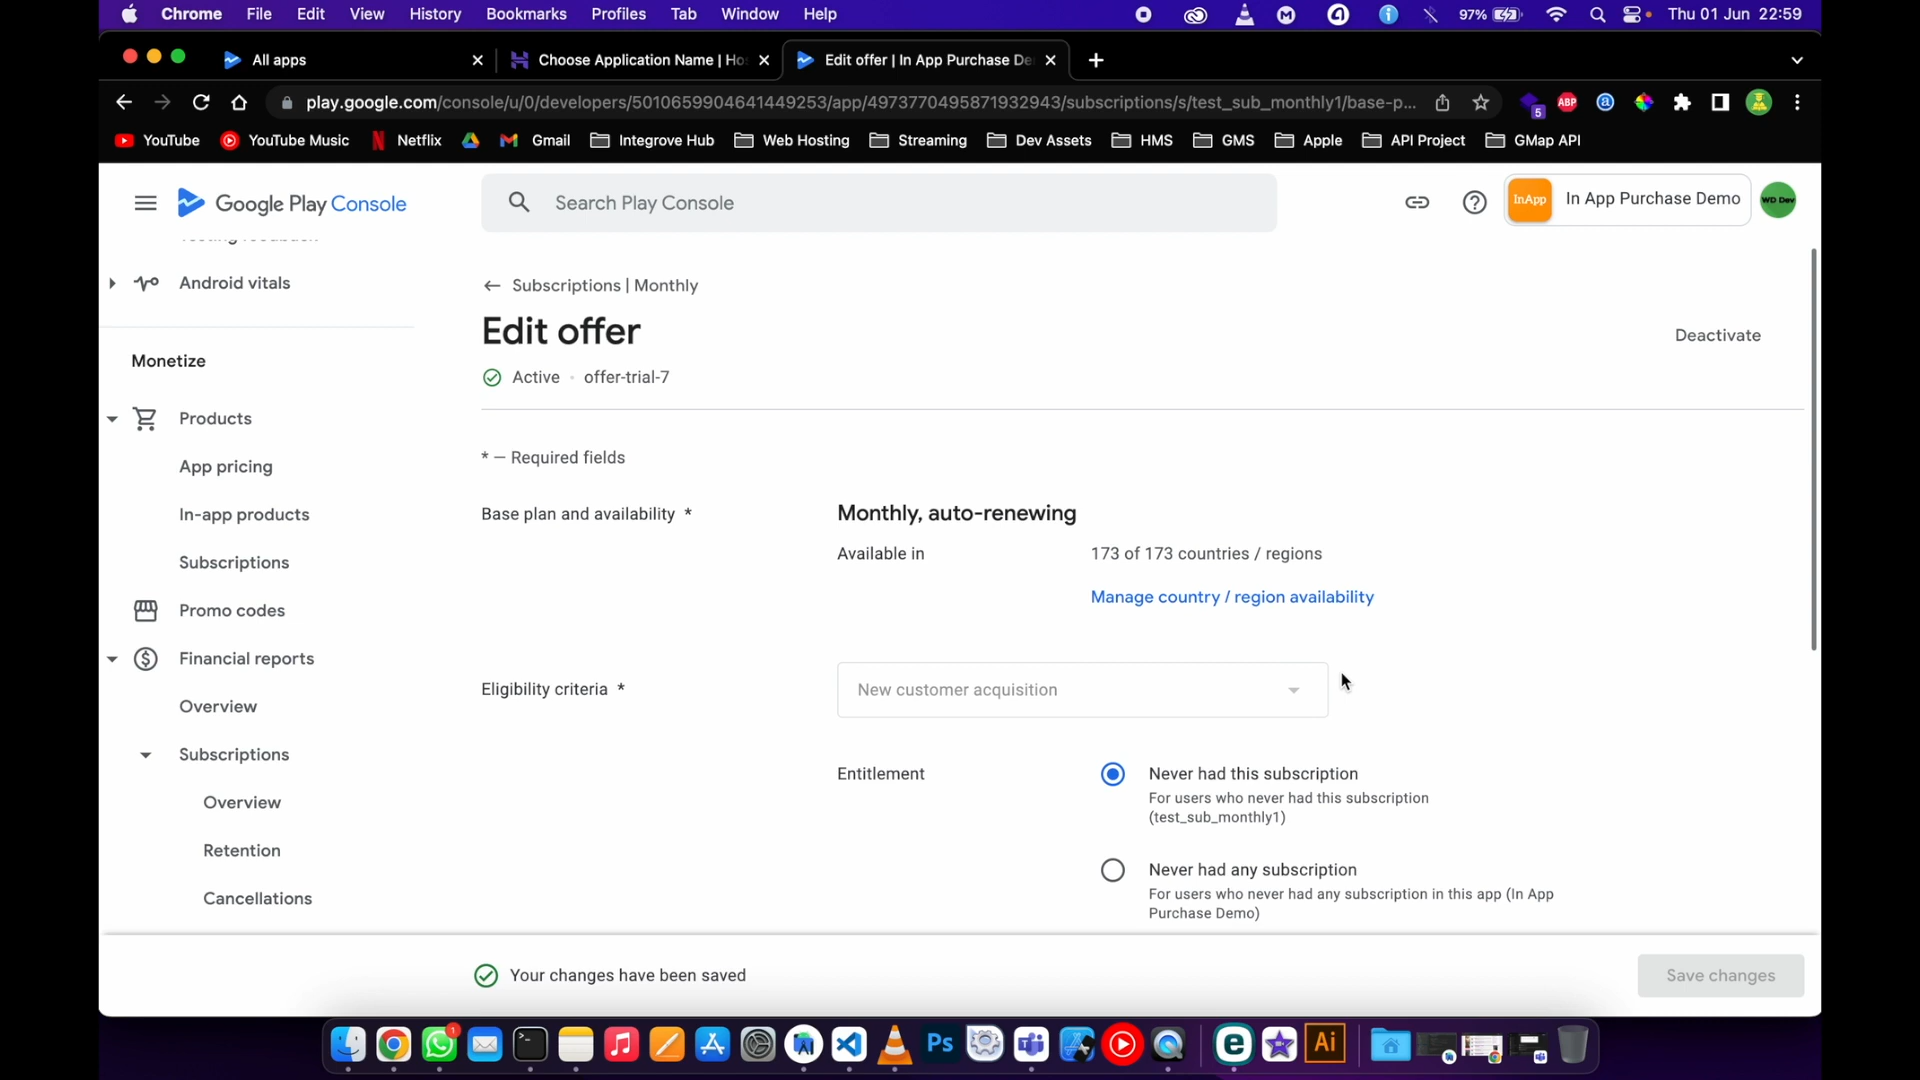 Chrome File Edit View History Bookmarks Profiles Tab Window Help 97% Thu 01 Jun 22:59
All apps Choose Application Name | Ho Edit offer | In App Purchase De
play.google.com/console/u/0/developers/5010659904641449253/app/4973770495871932943/subscriptions/s/test_sub_monthly1/base-p... 5 ABP
YouTube YouTube Music Netflix Gmail Integrove Hub Web Hosting Streaming Dev Assets HMS GMS Apple API Project GMap API
Google Play Console Search Play Console InApp In App Purchase Demo WD Dev
Android vitals
Monetize
Products
App pricing
In-app products
Subscriptions
Promo codes
Financial reports
Overview
Subscriptions
Overview
Retention
Cancellations
Subscriptions | Monthly
Edit offer
Deactivate
Active · offer-trial-7
* – Required fields
Base plan and availability * Monthly, auto-renewing
Available in 173 of 173 countries / regions
Manage country / region availability
Eligibility criteria * New customer acquisition
Entitlement Never had this subscription
For users who never had this subscription
(test_sub_monthly1)
Never had any subscription
For users who never had any subscription in this app (In App
Purchase Demo)
Your changes have been saved Save changes
1 Ps Ai